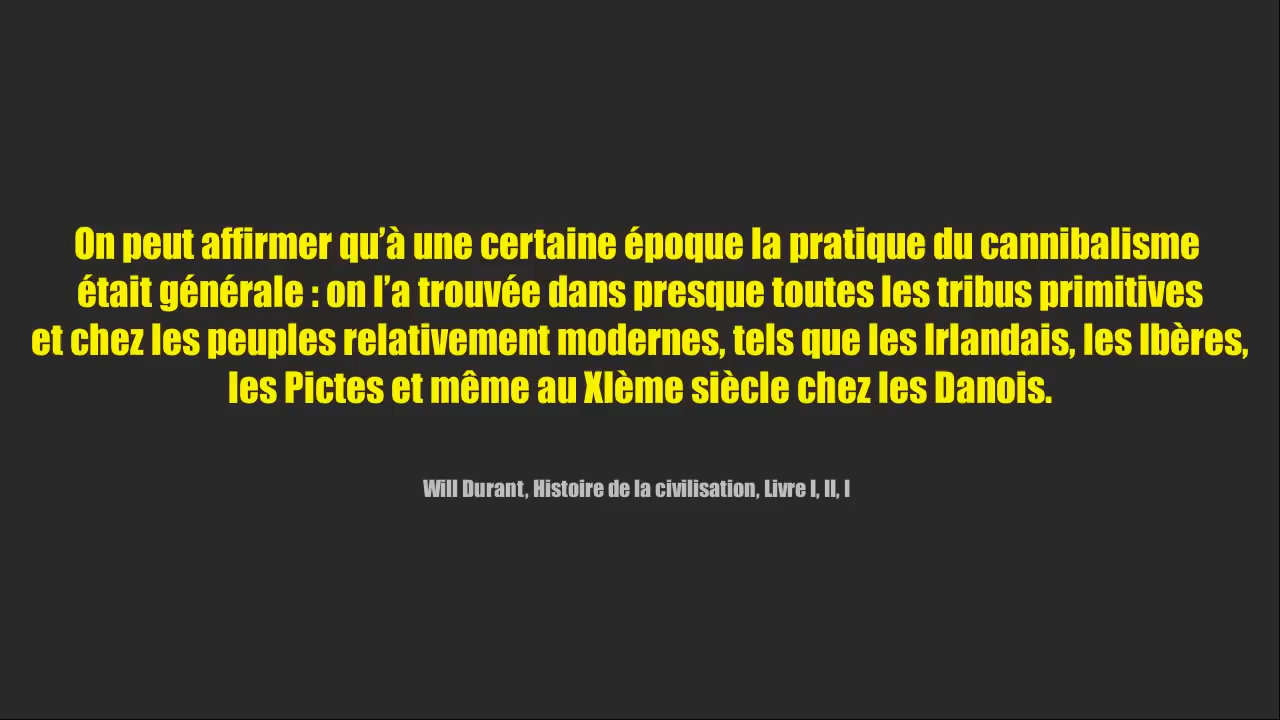 On peut affirmer qu’à une certaine époque la pratique du cannibalisme
était générale : on l’a trouvée dans presque toutes les tribus primitives
et chez les peuples relativement modernes, tels que les Irlandais, les Ibères,
les Pictes et même au XIème siècle chez les Danois.
Will Durant, Histoire de la civilisation, Livre I, II, I